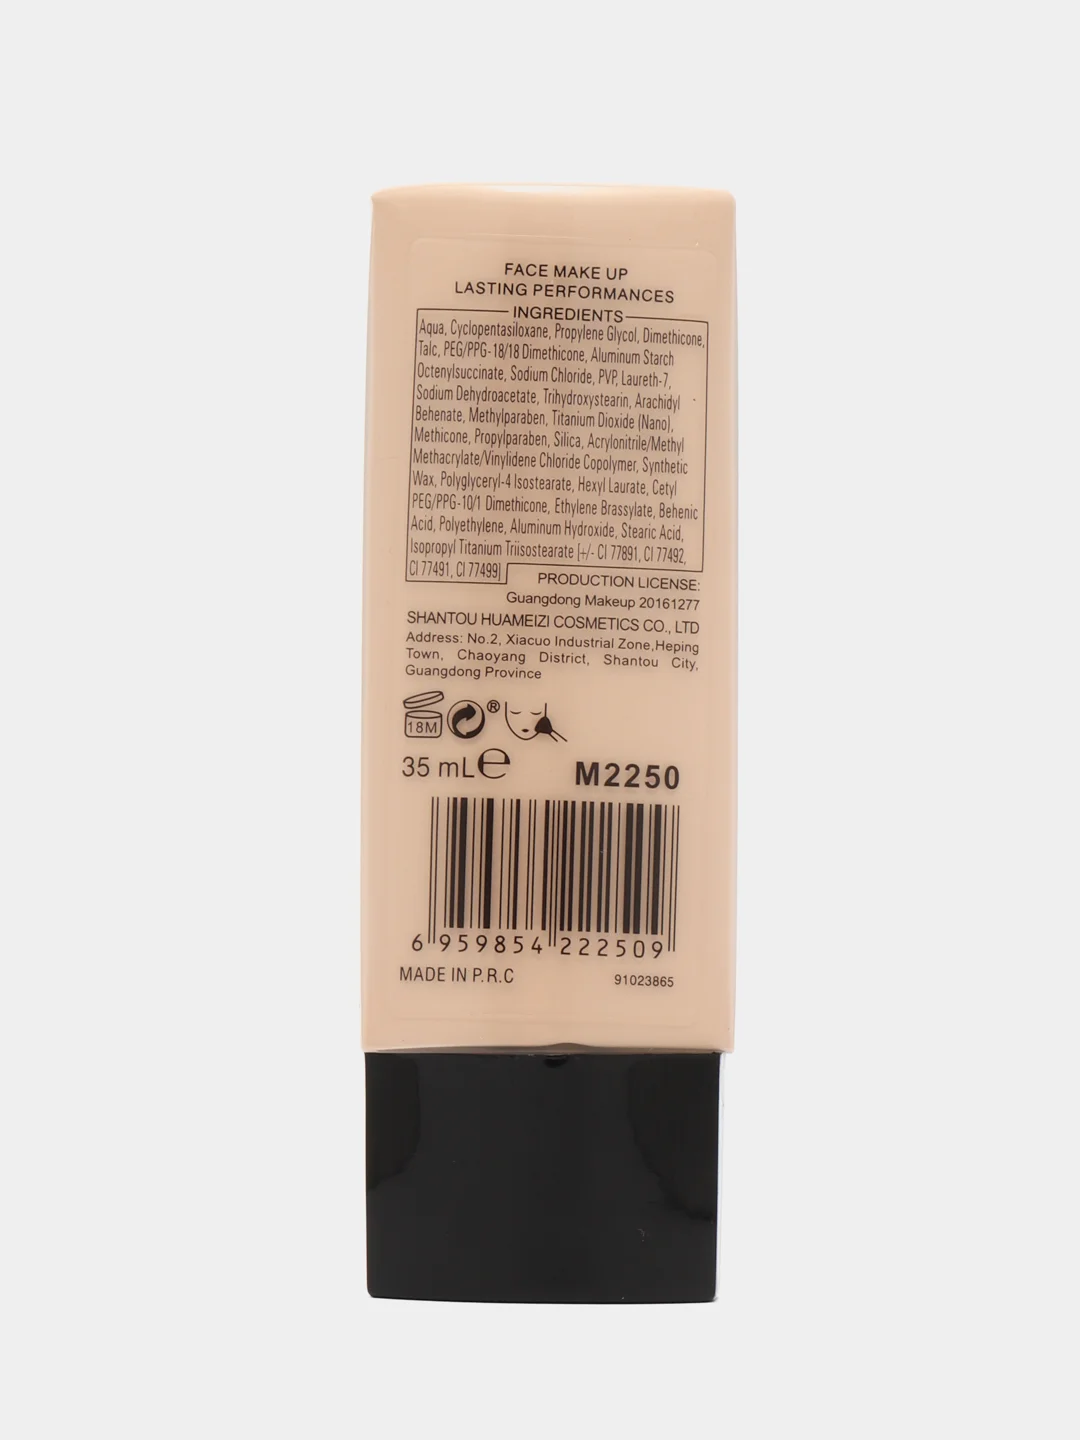 FACE MAKE UP
LASTING PERFORMANCES
INGREDIENTS
Aqua, Cyclopentasiloxane, Propylene Glycol, Dimethicone,
Talc, PEG/PPG-18/18 Dimethicone, Aluminum Starch
Octenylsuccinate, Sodium Chloride, PVP, Laureth-7,
Sodium Dehydroacetate, Trihydroxystearin, Arachidyl
Behenate, Methylparaben, Titanium Dioxide (Nano),
Methicone, Propylparaben, Silica, Acrylonitrile/Methyl
Methacrylate/Vinylidene Chloride Copolymer, Synthetic
Wax, Polyglyceryl-4 Isostearate, Hexyl Laurate, Cetyl
PEG/PPG-10/1 Dimethicone, Ethylene Brassylate, Behenic
Acid, Polyethylene, Aluminum Hydroxide, Stearic Acid,
Isopropyl Titanium Triisostearate [+/- CI 77891, CI 77492,
CI 77491, CI 77499]
PRODUCTION LICENSE:
Guangdong Makeup 20161277
SHANTOU HUAMEIZI COSMETICS CO., LTD
Address: No.2, Xiacuo Industrial Zone,Heping
Town, Chaoyang District, Shantou City,
Guangdong Province
18M ®
35 mL e M2250
6 959854 222509
MADE IN P.R.C 91023865